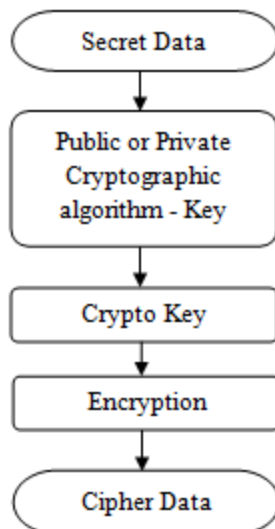 Secret Data
Public or Private
Cryptographic
algorithm - Key
Crypto Key
Encryption
Cipher Data